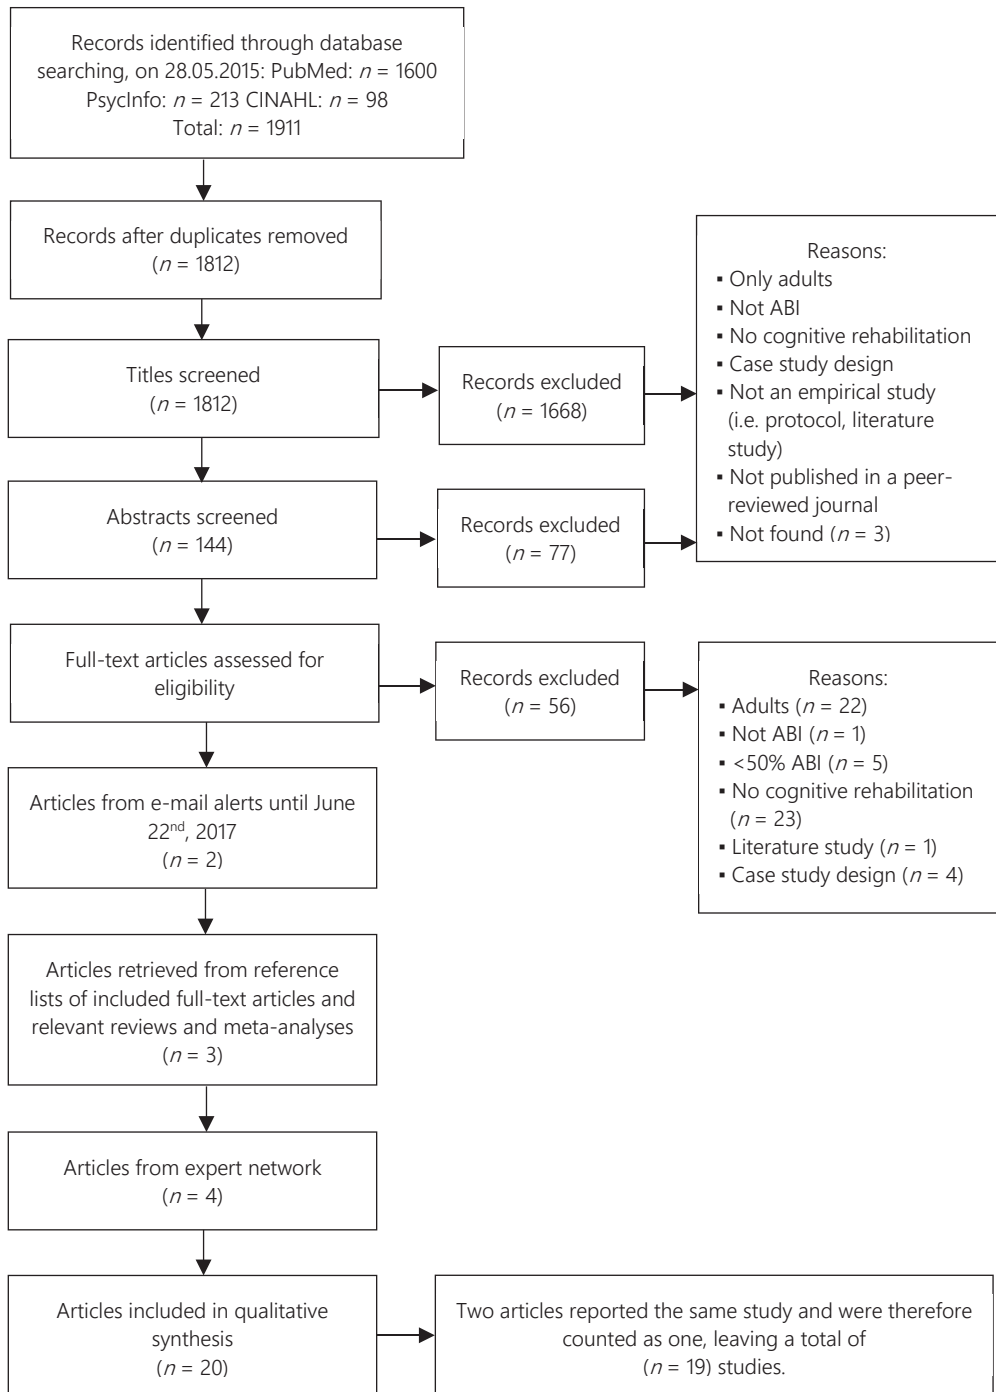 Records identified through database
searching, on 28.05.2015: PubMed: n = 1600
PsycInfo: n = 213 CINAHL: n = 98
Total: n = 1911
Records after duplicates removed
(n = 1812)
Titles screened
(n = 1812)
Records excluded
(n = 1668)
Reasons:
▪ Only adults
▪ Not ABI
▪ No cognitive rehabilitation
▪ Case study design
▪ Not an empirical study
(i.e. protocol, literature
study)
▪ Not published in a peer-
reviewed journal
▪ Not found (n = 3)
Abstracts screened
(n = 144)
Records excluded
(n = 77)
Full-text articles assessed for
eligibility
Records excluded
(n = 56)
Reasons:
▪ Adults (n = 22)
▪ Not ABI (n = 1)
▪ <50% ABI (n = 5)
▪ No cognitive rehabilitation
(n = 23)
▪ Literature study (n = 1)
▪ Case study design (n = 4)
Articles from e-mail alerts until June
22nd, 2017
(n = 2)
Articles retrieved from reference
lists of included full-text articles and
relevant reviews and meta-analyses
(n = 3)
Articles from expert network
(n = 4)
Articles included in qualitative
synthesis
(n = 20)
Two articles reported the same study and were therefore
counted as one, leaving a total of
(n = 19) studies.